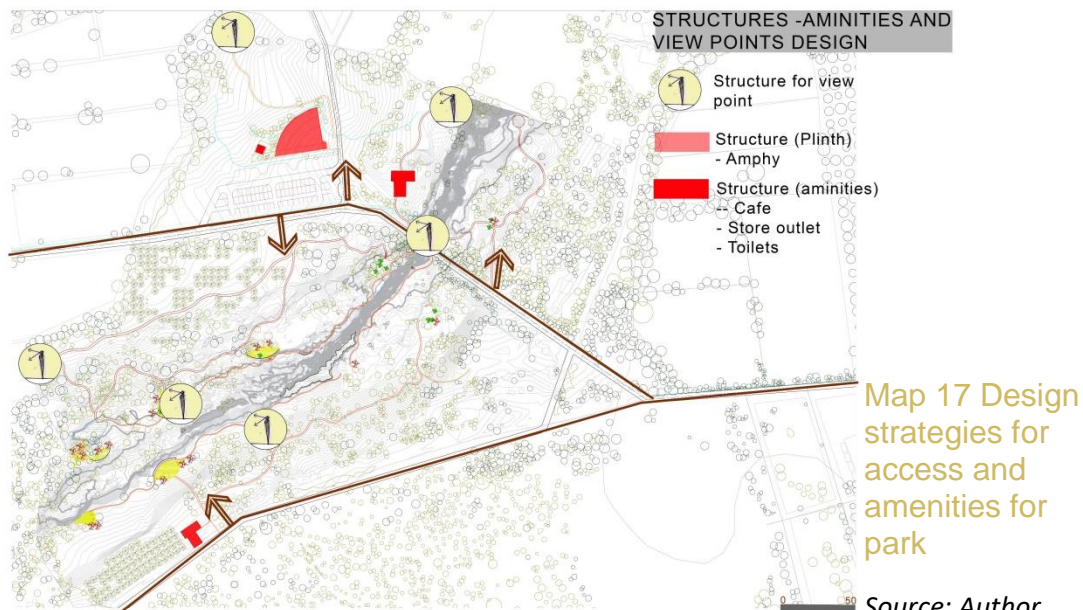 STRUCTURES -AMINITIES AND
VIEW POINTS DESIGN
Structure for view
point
Structure (Plinth)
- Amphy
Structure (aminities)
-- Cafe
- Store outlet
- Toilets
Map 17 Design
strategies for
access and
amenities for
park
0 50
Source: Author